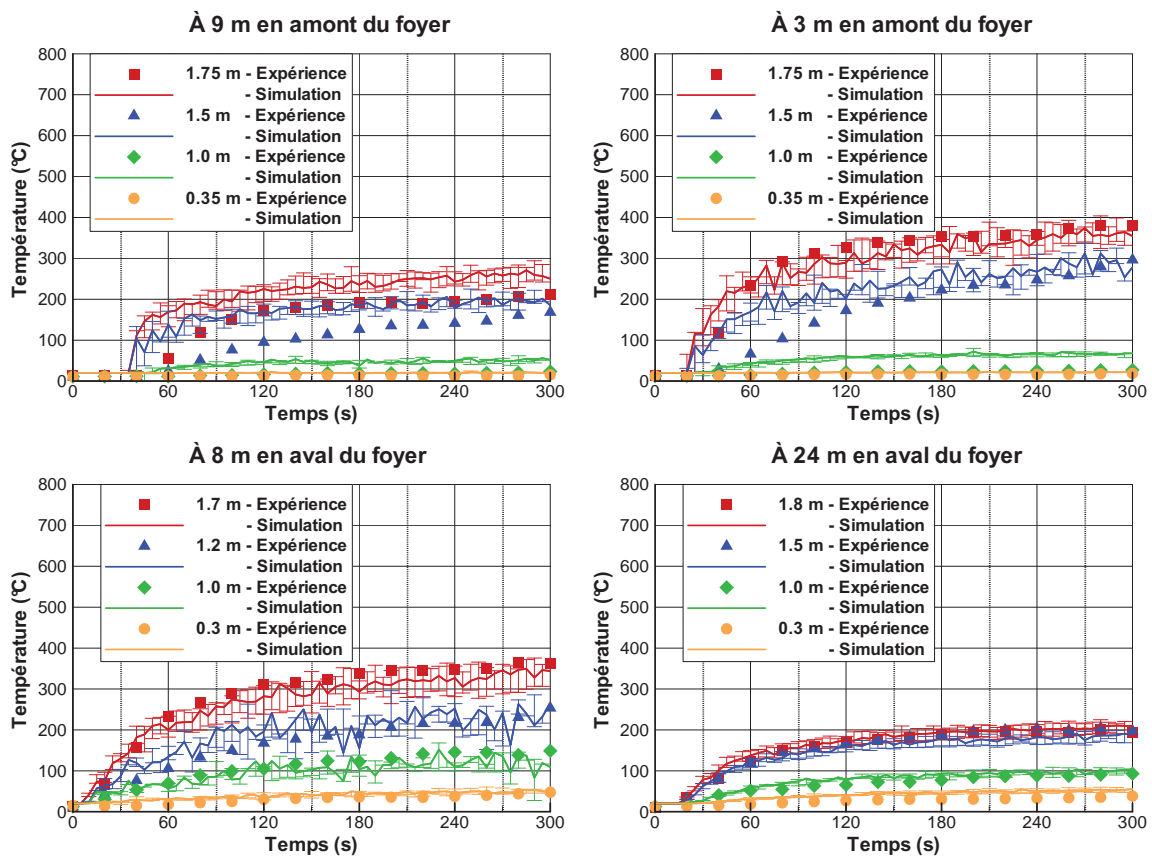 À 9 m en amont du foyer
Température (°C)
800
700
600
500
400
300
200
100
0
1.75 m - Expérience
- Simulation
1.5 m - Expérience
- Simulation
1.0 m - Expérience
- Simulation
0.35 m - Expérience
- Simulation
0 60 120 180 240 300
Temps (s)
À 3 m en amont du foyer
Température (°C)
800
700
600
500
400
300
200
100
0
1.75 m - Expérience
- Simulation
1.5 m - Expérience
- Simulation
1.0 m - Expérience
- Simulation
0.35 m - Expérience
- Simulation
0 60 120 180 240 300
Temps (s)
À 8 m en aval du foyer
Température (°C)
800
700
600
500
400
300
200
100
0
1.7 m - Expérience
- Simulation
1.2 m - Expérience
- Simulation
1.0 m - Expérience
- Simulation
0.3 m - Expérience
- Simulation
0 60 120 180 240 300
Temps (s)
À 24 m en aval du foyer
Température (°C)
800
700
600
500
400
300
200
100
0
1.8 m - Expérience
- Simulation
1.5 m - Expérience
- Simulation
1.0 m - Expérience
- Simulation
0.3 m - Expérience
- Simulation
0 60 120 180 240 300
Temps (s)